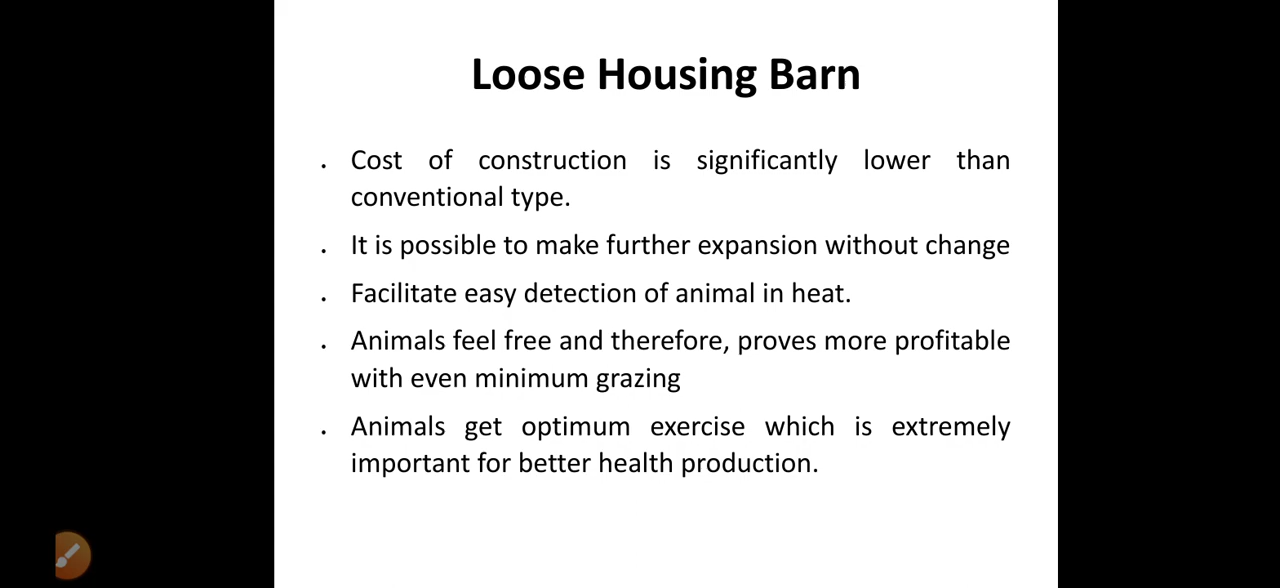 Loose Housing Barn
. Cost of construction is significantly lower than
conventional type.
. It is possible to make further expansion without change
. Facilitate easy detection of animal in heat.
. Animals feel free and therefore, proves more profitable
with even minimum grazing
. Animals get optimum exercise which is extremely
important for better health production.